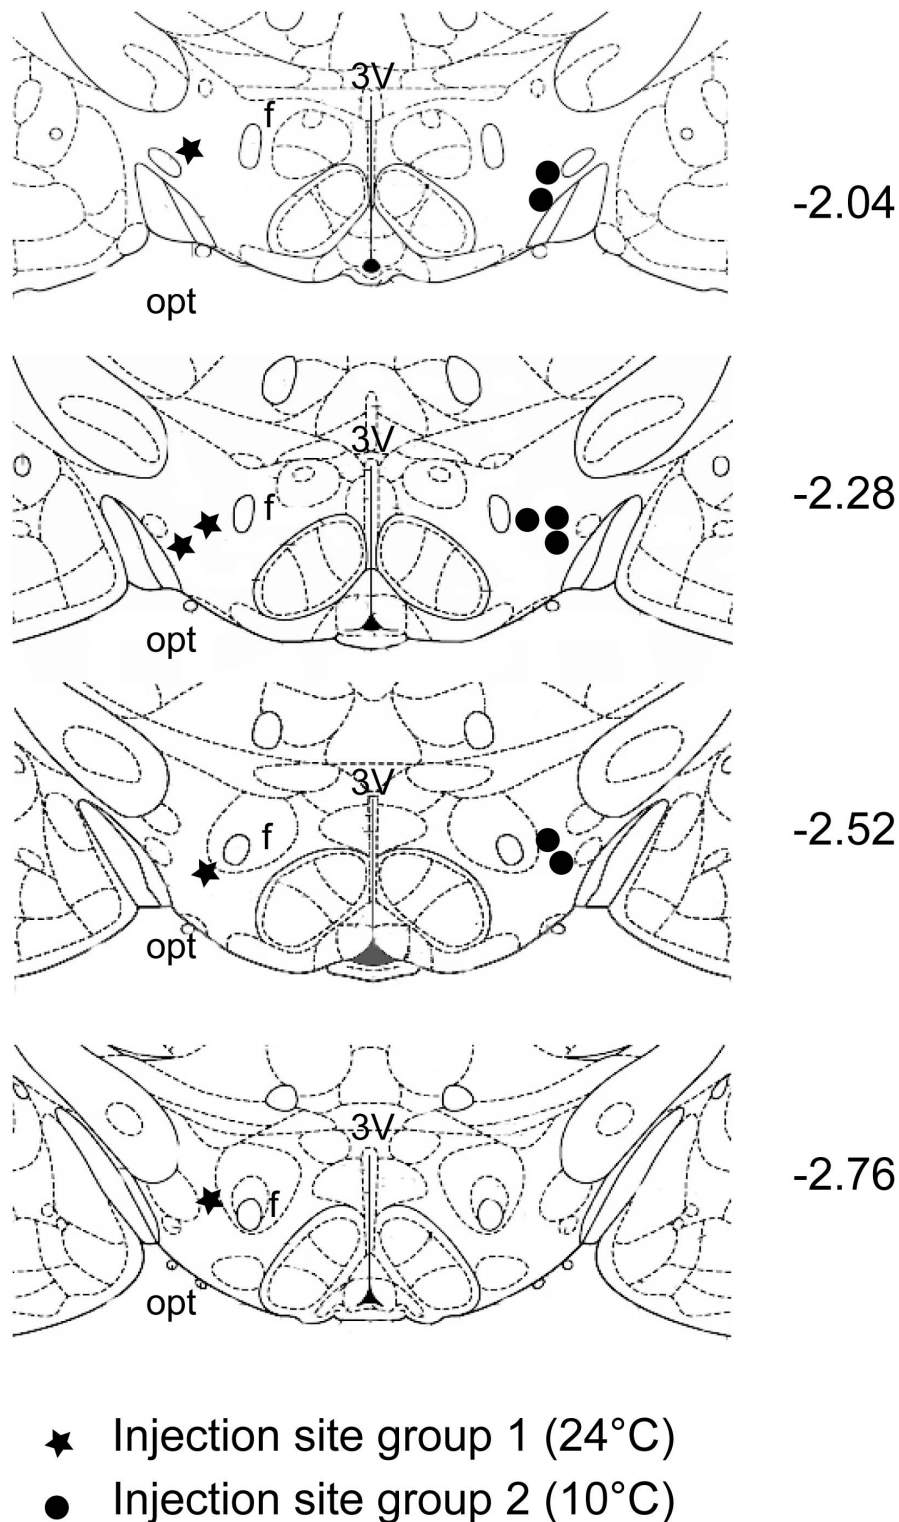 3V
f
-2.04
opt
3V
-2.28
f
opt
3V
-2.52
f
opt
3V
-2.76
f
opt
Injection site group 1 (24°C)
Injection site group 2 (10°C)